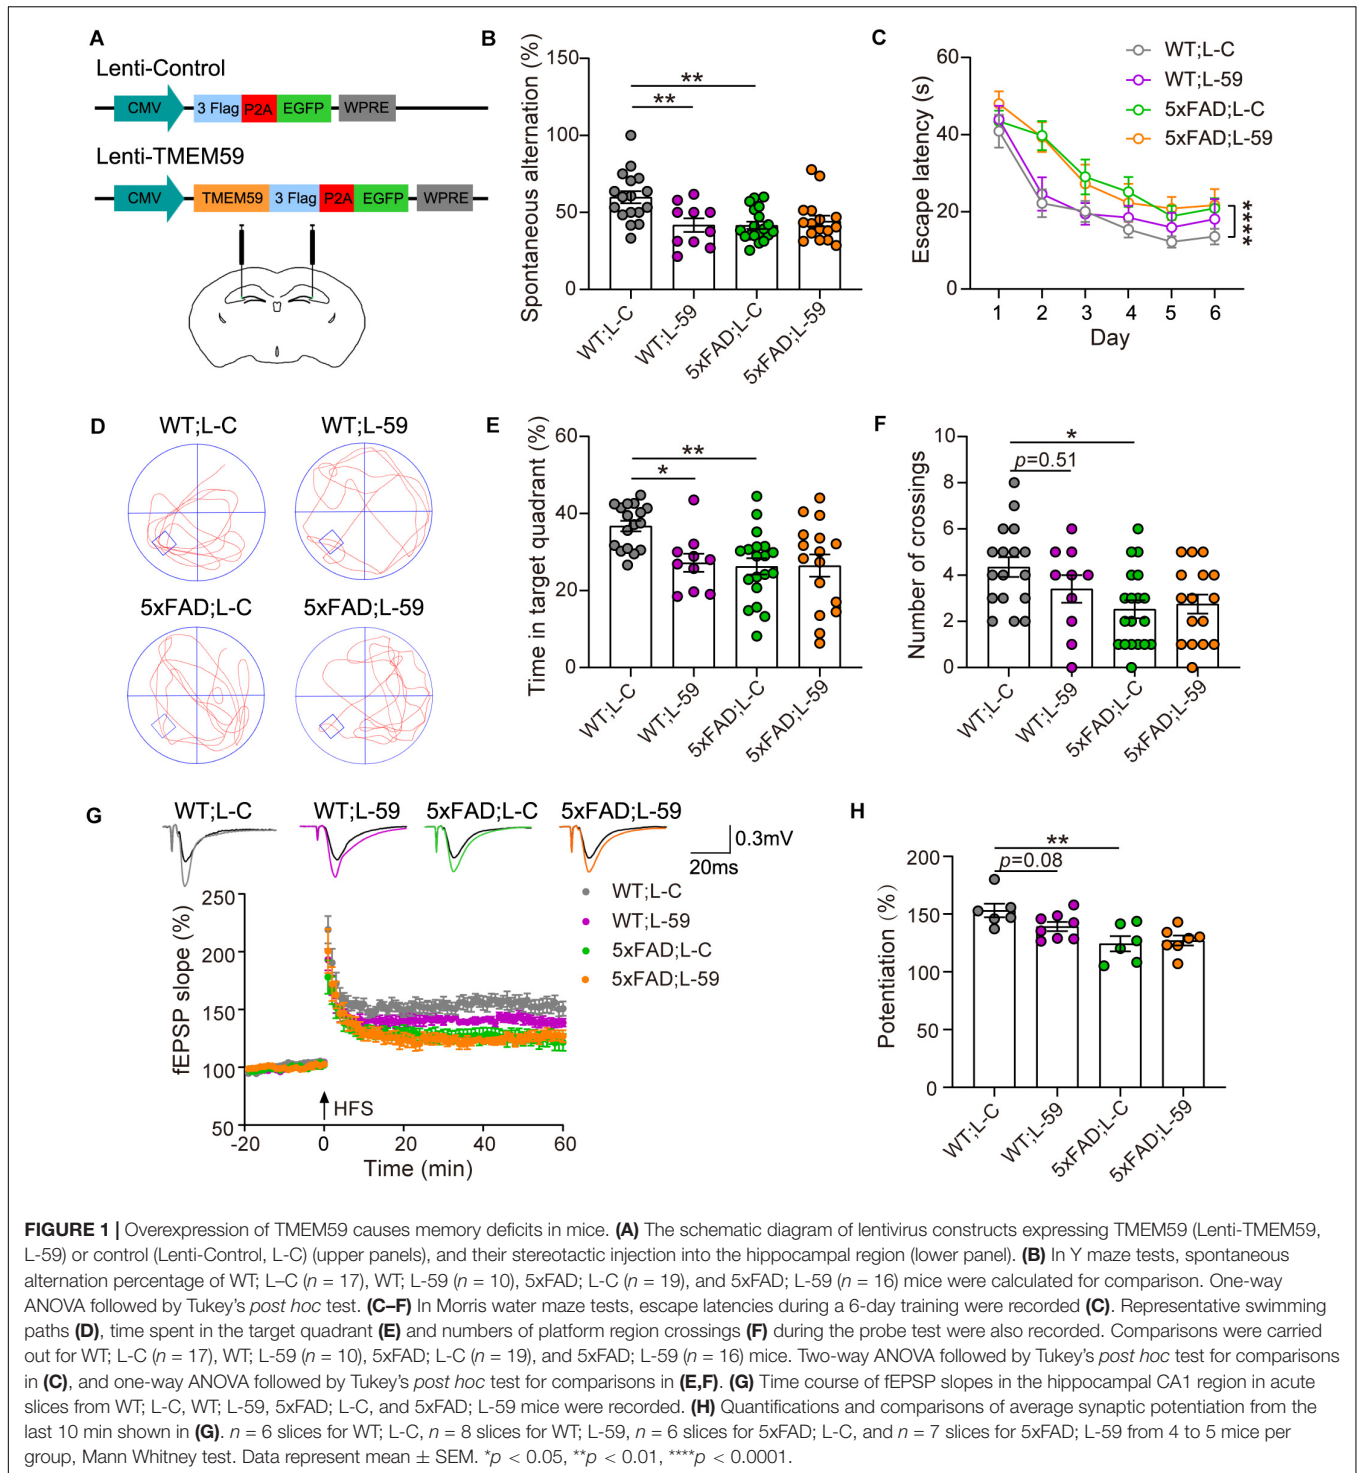 A
Lenti-Control
CMV
3 Flag
P2A
EGFP
WPRE
Lenti-TMEM59
CMV
TMEM59
3 Flag
P2A
EGFP
WPRE
B
Spontaneous alternation (%)
150
100
50
0
**
**
WT;L-C
WT;L-59
5xFAD;L-C
5xFAD;L-59
C
Escape latency (s)
60
40
20
0
WT;L-C
WT;L-59
5xFAD;L-C
5xFAD;L-59
****
1 2 3 4 5 6
Day
D
WT;L-C
WT;L-59
5xFAD;L-C
5xFAD;L-59
E
Time in target quadrant (%)
60
40
20
0
**
*
WT;L-C
WT;L-59
5xFAD;L-C
5xFAD;L-59
F
Number of crossings
10
8
6
4
2
0
*
p=0.51
WT;L-C
WT;L-59
5xFAD;L-C
5xFAD;L-59
G
WT;L-C
WT;L-59
5xFAD;L-C
5xFAD;L-59
0.3mV
20ms
fEPSP slope (%)
250
200
150
100
50
WT;L-C
WT;L-59
5xFAD;L-C
5xFAD;L-59
HFS
-20 0 20 40 60
Time (min)
H
Potentiation (%)
200
150
100
50
0
**
p=0.08
WT;L-C
WT;L-59
5xFAD;L-C
5xFAD;L-59
FIGURE 1 | Overexpression of TMEM59 causes memory deficits in mice. (A) The schematic diagram of lentivirus constructs expressing TMEM59 (Lenti-TMEM59,
L-59) or control (Lenti-Control, L-C) (upper panels), and their stereotactic injection into the hippocampal region (lower panel). (B) In Y maze tests, spontaneous
alternation percentage of WT; L–C (n = 17), WT; L-59 (n = 10), 5xFAD; L-C (n = 19), and 5xFAD; L-59 (n = 16) mice were calculated for comparison. One-way
ANOVA followed by Tukey's post hoc test. (C–F) In Morris water maze tests, escape latencies during a 6-day training were recorded (C). Representative swimming
paths (D), time spent in the target quadrant (E) and numbers of platform region crossings (F) during the probe test were also recorded. Comparisons were carried
out for WT; L-C (n = 17), WT; L-59 (n = 10), 5xFAD; L-C (n = 19), and 5xFAD; L-59 (n = 16) mice. Two-way ANOVA followed by Tukey's post hoc test for comparisons
in (C), and one-way ANOVA followed by Tukey's post hoc test for comparisons in (E,F). (G) Time course of fEPSP slopes in the hippocampal CA1 region in acute
slices from WT; L-C, WT; L-59, 5xFAD; L-C, and 5xFAD; L-59 mice were recorded. (H) Quantifications and comparisons of average synaptic potentiation from the
last 10 min shown in (G). n = 6 slices for WT; L-C, n = 8 slices for WT; L-59, n = 6 slices for 5xFAD; L-C, and n = 7 slices for 5xFAD; L-59 from 4 to 5 mice per
group, Mann Whitney test. Data represent mean ± SEM. *p < 0.05, **p < 0.01, ****p < 0.0001.